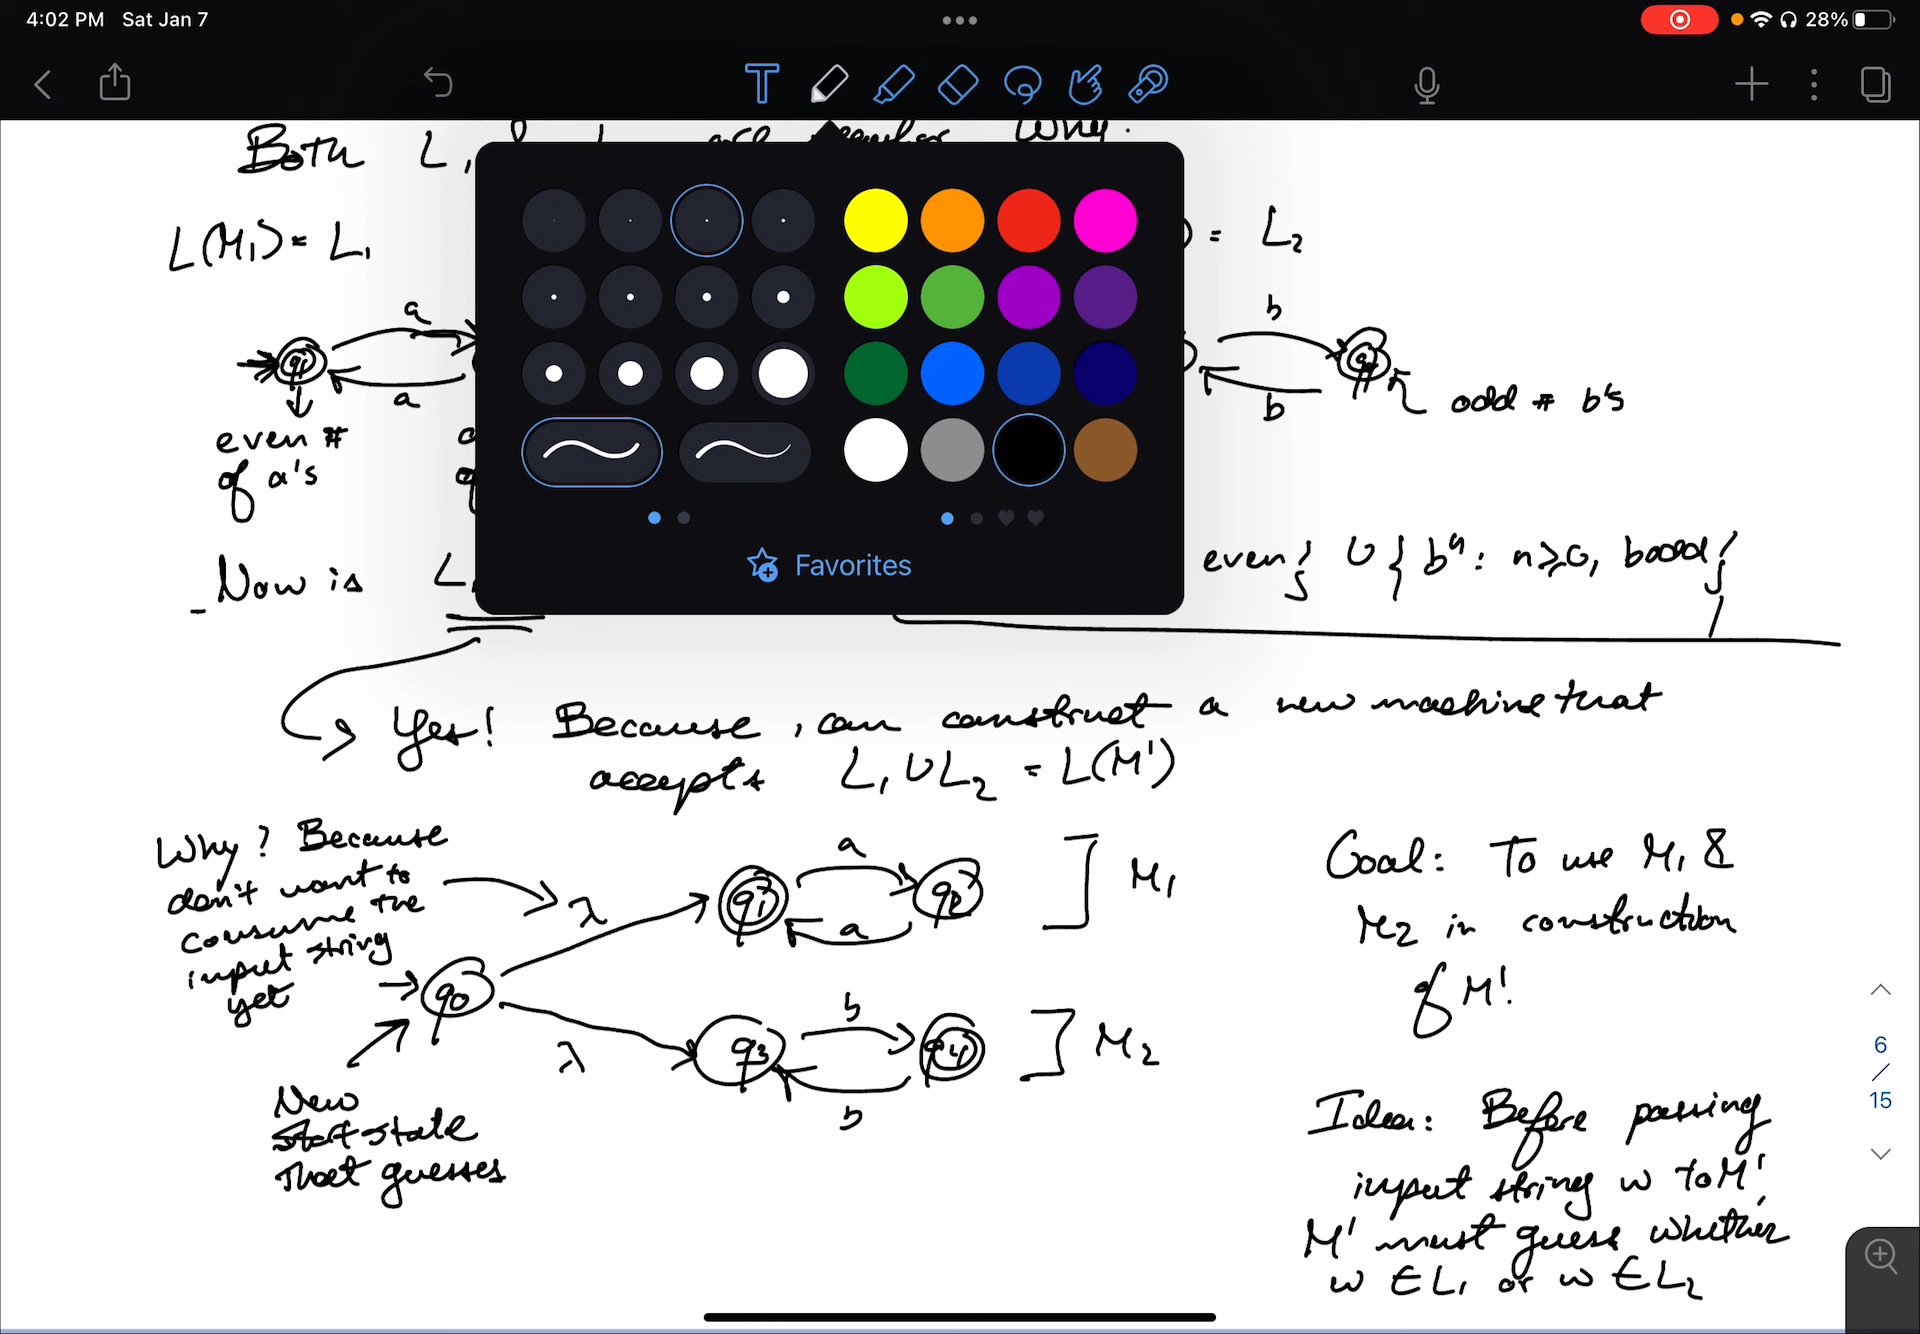 4:02 PM Sat Jan 7
28%
T
Both L,
Why.
L(M₁) = L₁
= L₂
a
a
b
b
q1
even #
of a's
odd # b's
Favorites
Now is L
even} ∪ { bⁿ: n≥0,
Yes! Because, can construct a new machine that
accepts L₁ ∪ L₂ = L(M')
Why? Because
don't want to
consume the
input string
yet
λ
λ
q0
q1
a
q2
a
] M₁
q3
b
q4
b
] M₂
New
start state
that guesses
Goal: To use M₁ &
M₂ in construction
of M'.
Idea: Before passing
input string w to M',
M' must guess whether
w ∈ L₁ or w ∈ L₂
6
/
15